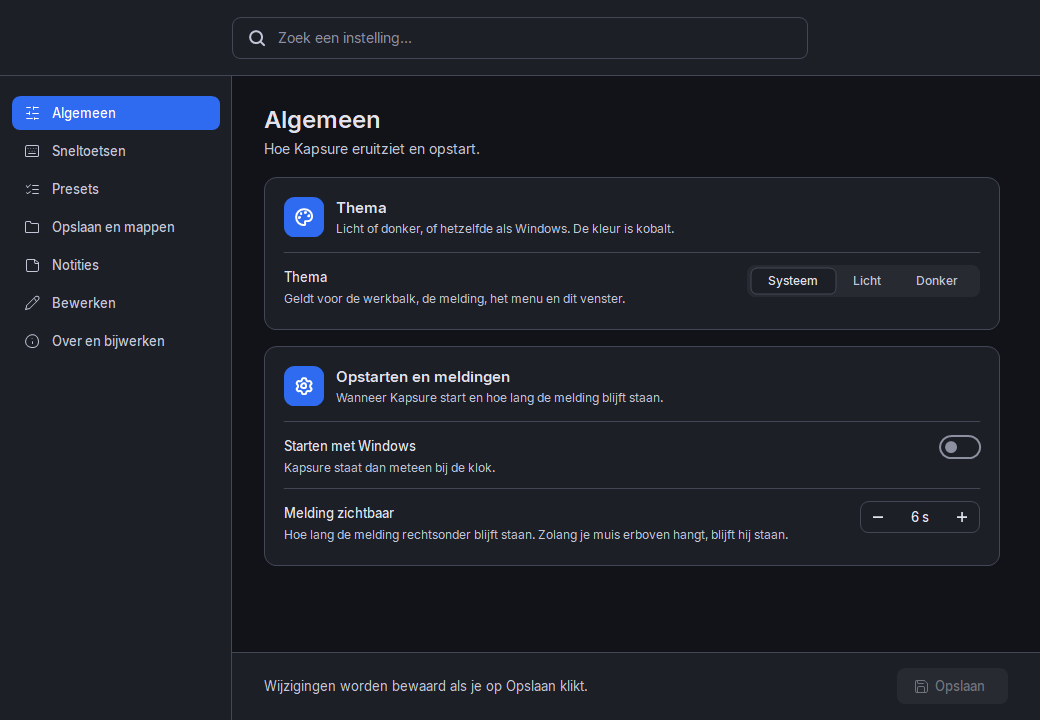 Zoek een instelling...
Algemeen
Sneltoetsen
Presets
Opslaan en mappen
Notities
Bewerken
Over en bijwerken
Algemeen
Hoe Kapsure eruitziet en opstart.
Thema
Licht of donker, of hetzelfde als Windows. De kleur is kobalt.
Thema
Geldt voor de werkbalk, de melding, het menu en dit venster.
Systeem Licht Donker
Opstarten en meldingen
Wanneer Kapsure start en hoe lang de melding blijft staan.
Starten met Windows
Kapsure staat dan meteen bij de klok.
Melding zichtbaar
Hoe lang de melding rechtsonder blijft staan. Zolang je muis erboven hangt, blijft hij staan.
− 6 s +
Wijzigingen worden bewaard als je op Opslaan klikt.
Opslaan